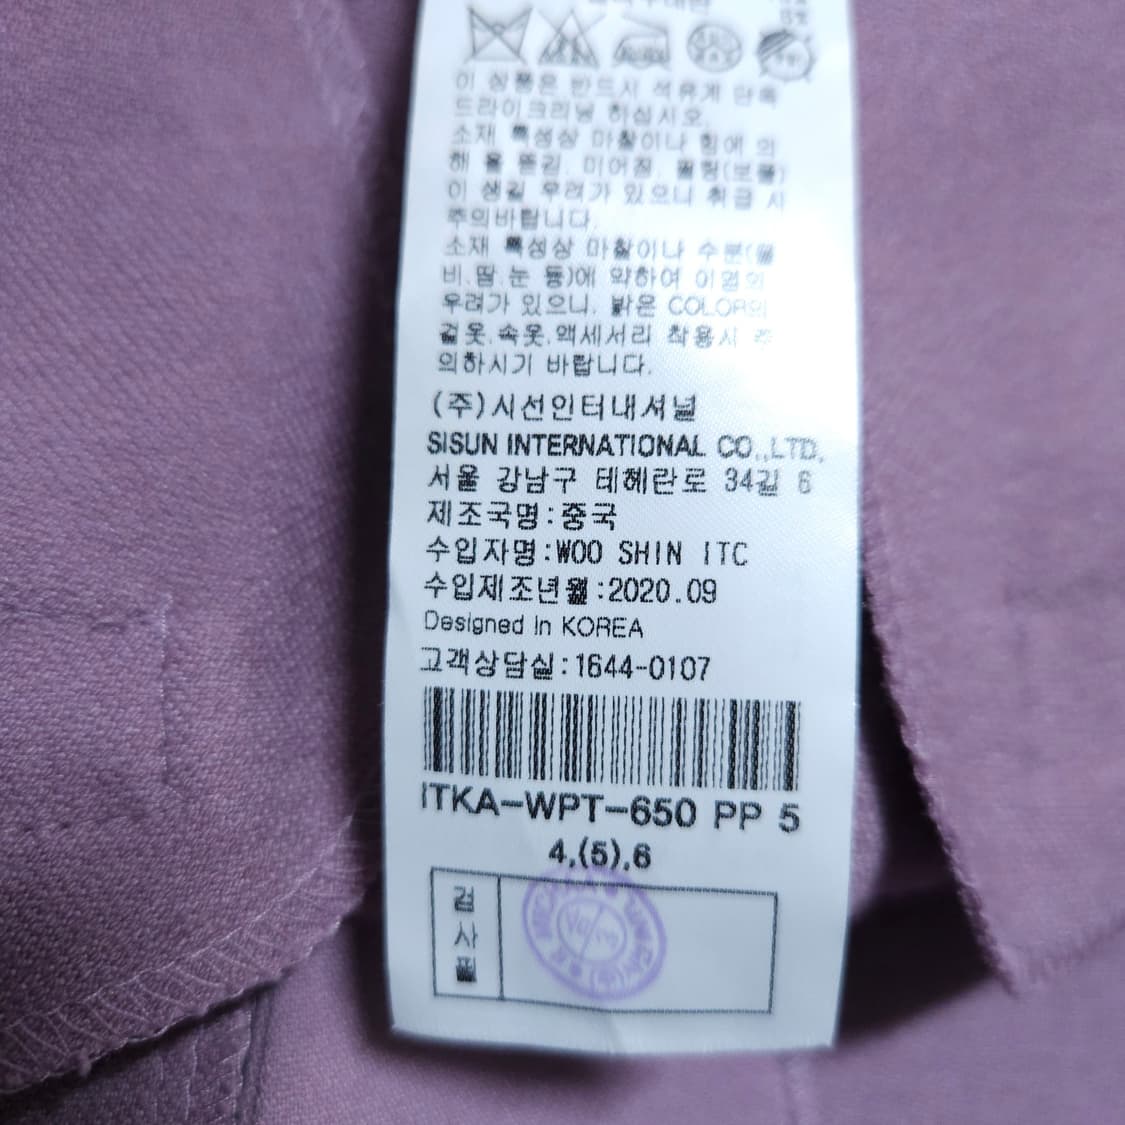 이 상품은 반드시 석유계 단독
드라이크리닝 하십시오.
소재 특성상 마찰이나 힘에 의
해 올 뜯김, 미어짐, 필링(보풀)
이 생길 우려가 있으니 취급 시
주의바랍니다.
소재 특성상 마찰이나 수분(물
비,땀,눈 등)에 약하여 이염의
우려가 있으니, 밝은 COLOR의
겉옷,속옷,액세서리 착용시 주
의하시기 바랍니다.
(주)시선인터내셔널
SISUN INTERNATIONAL CO.,LTD.
서울 강남구 테헤란로 34길 6
제조국명:중국
수입자명:WOO SHIN ITC
수입제조년월:2020.09
Designed in KOREA
고객상담실:1644-0107
ITKA-WPT-650 PP 5
4,(5),6
검
사
필